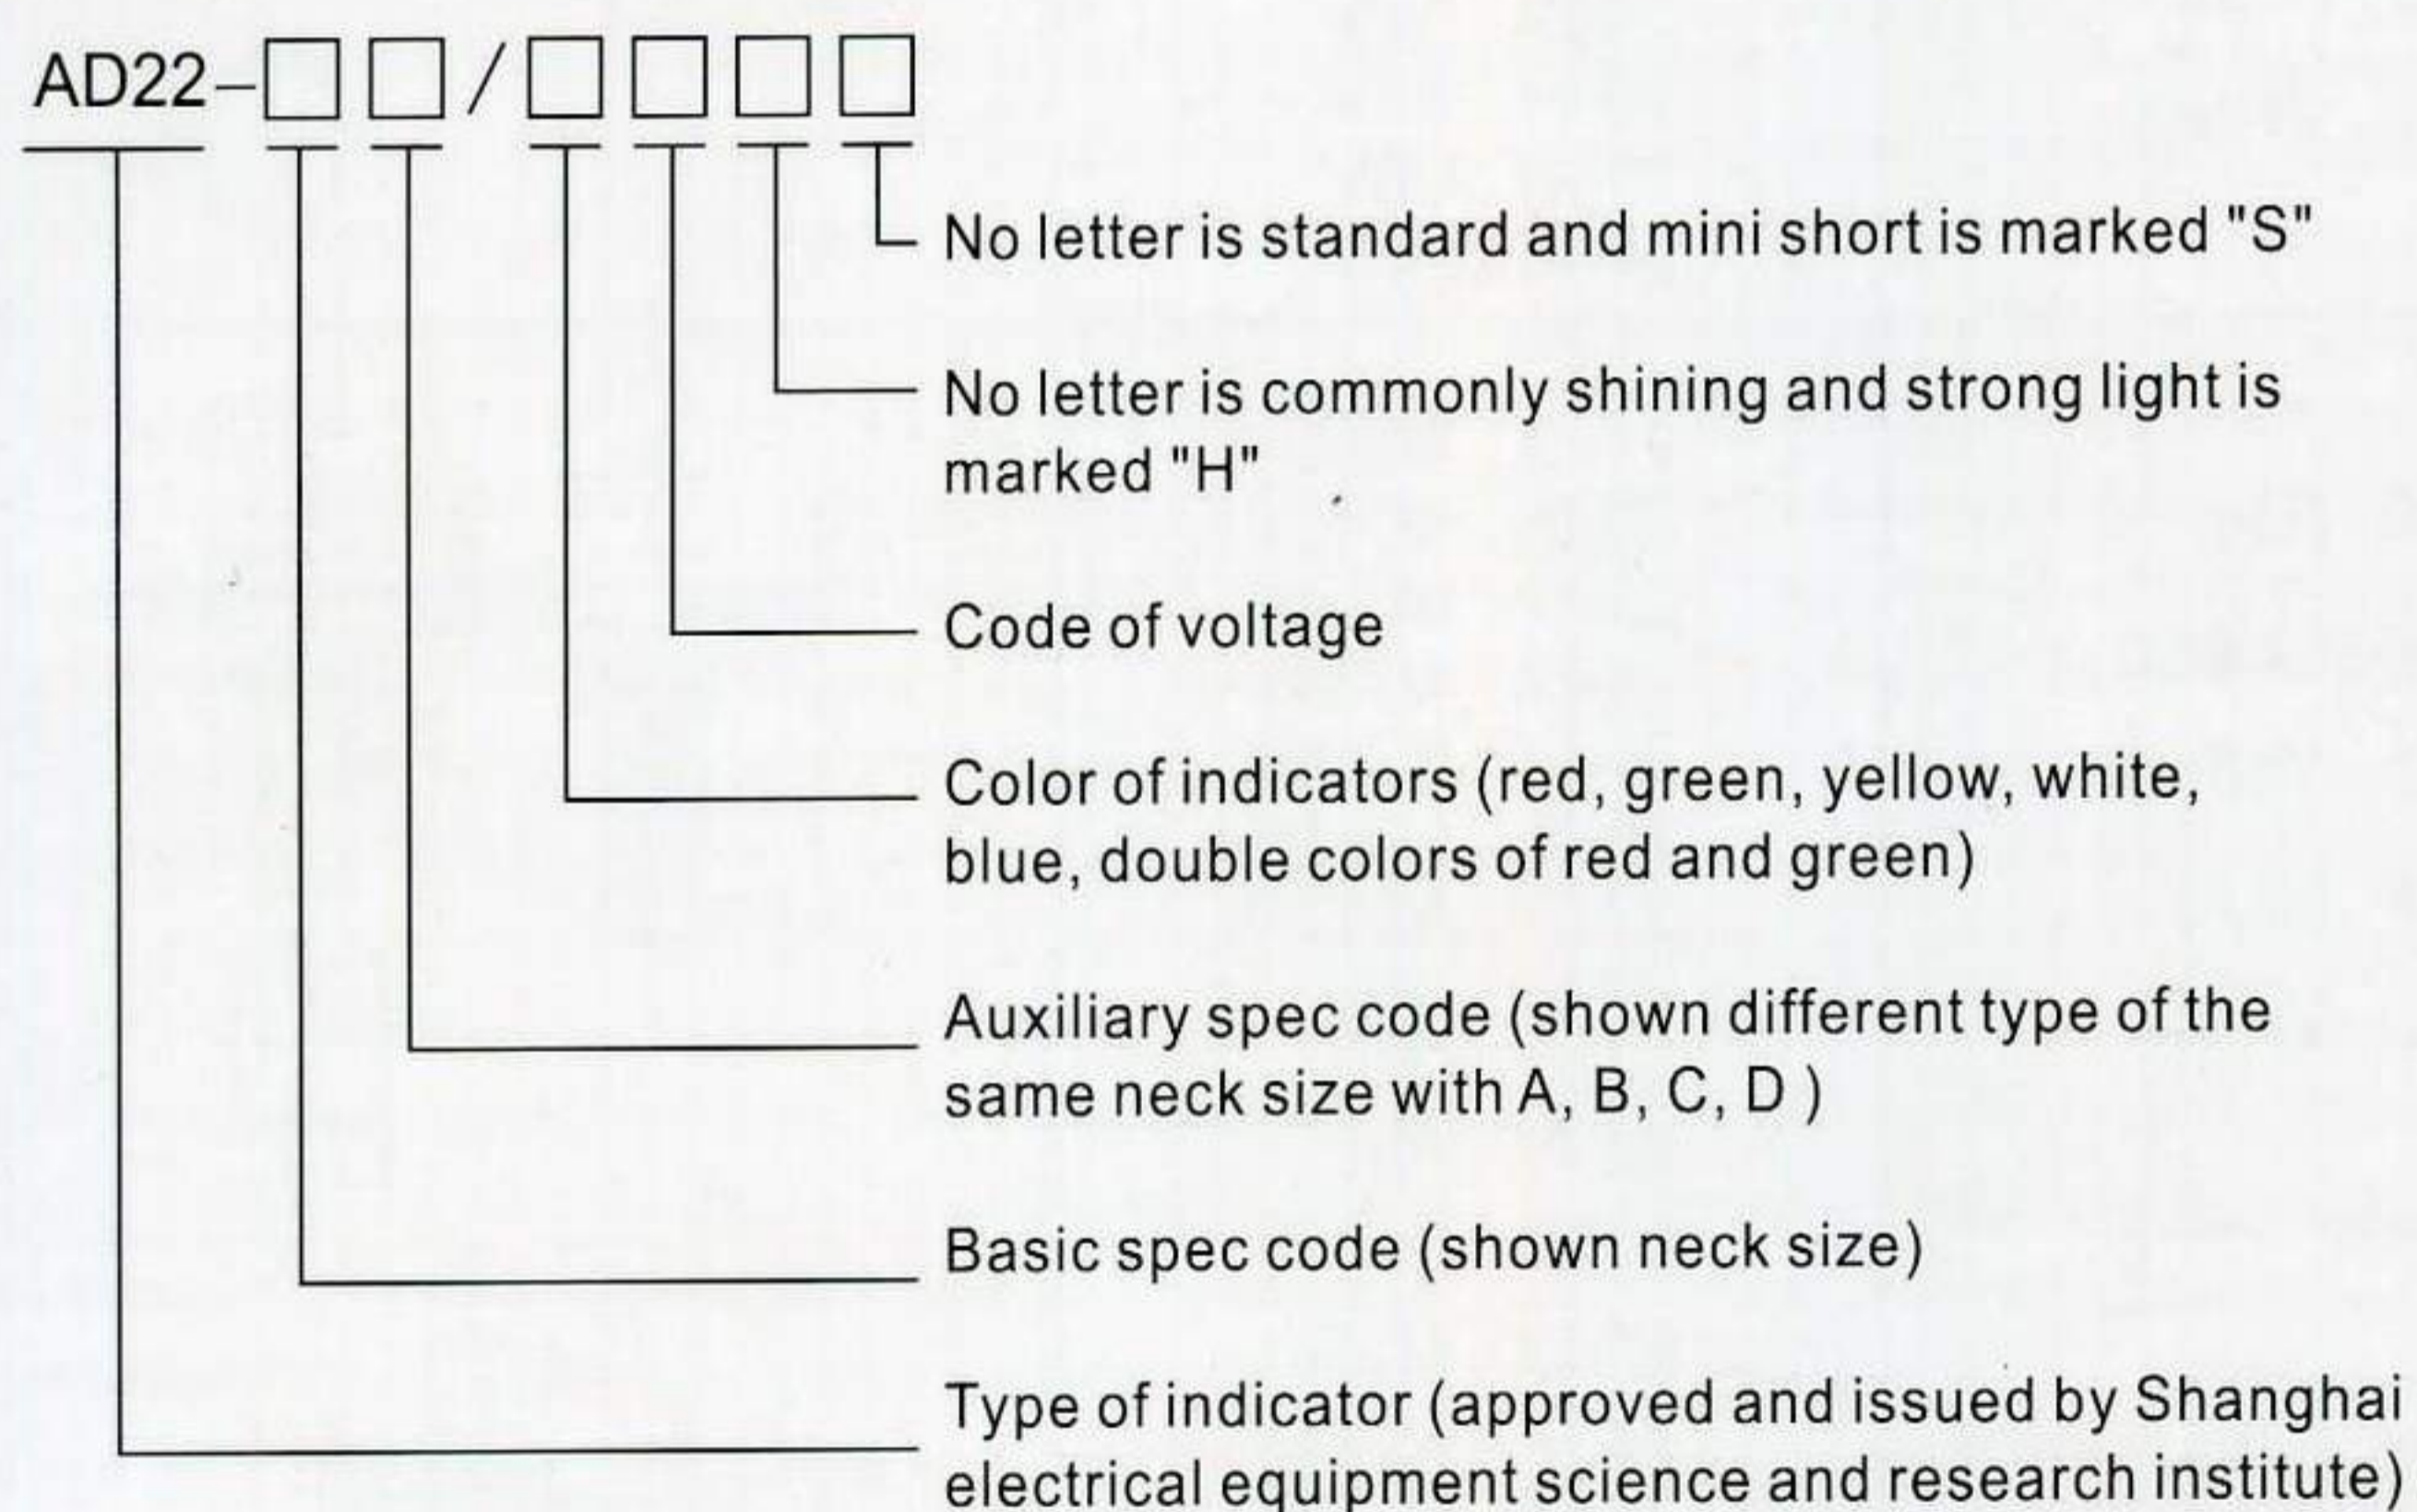 AD22-□□/□□□□
No letter is standard and mini short is marked "S"
No letter is commonly shining and strong light is
marked "H"
Code of voltage
Color of indicators (red, green, yellow, white,
blue, double colors of red and green)
Auxiliary spec code (shown different type of the
same neck size with A, B, C, D )
Basic spec code (shown neck size)
Type of indicator (approved and issued by Shanghai
electrical equipment science and research institute)